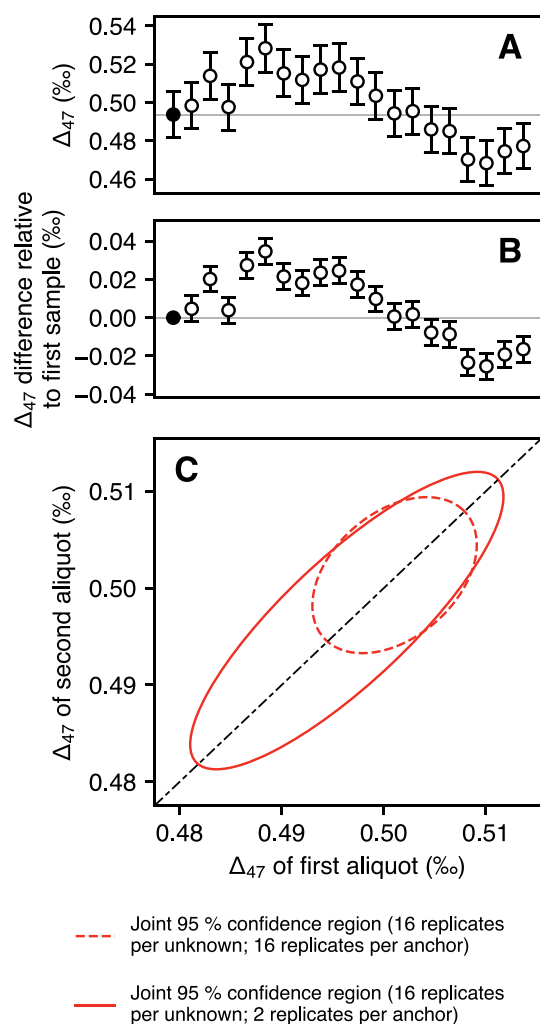 A
0.54
0.52
0.50
0.48
0.46
Δ47 (‰)
B
0.04
0.02
0.00
−0.02
−0.04
Δ47 difference relative
to first sample (‰)
C
0.51
0.50
0.49
0.48
Δ47 of second aliquot (‰)
0.48 0.49 0.50 0.51
Δ47 of first aliquot (‰)
Joint 95 % confidence region (16 replicates
per unknown; 16 replicates per anchor)
Joint 95 % confidence region (16 replicates
per unknown; 2 replicates per anchor)